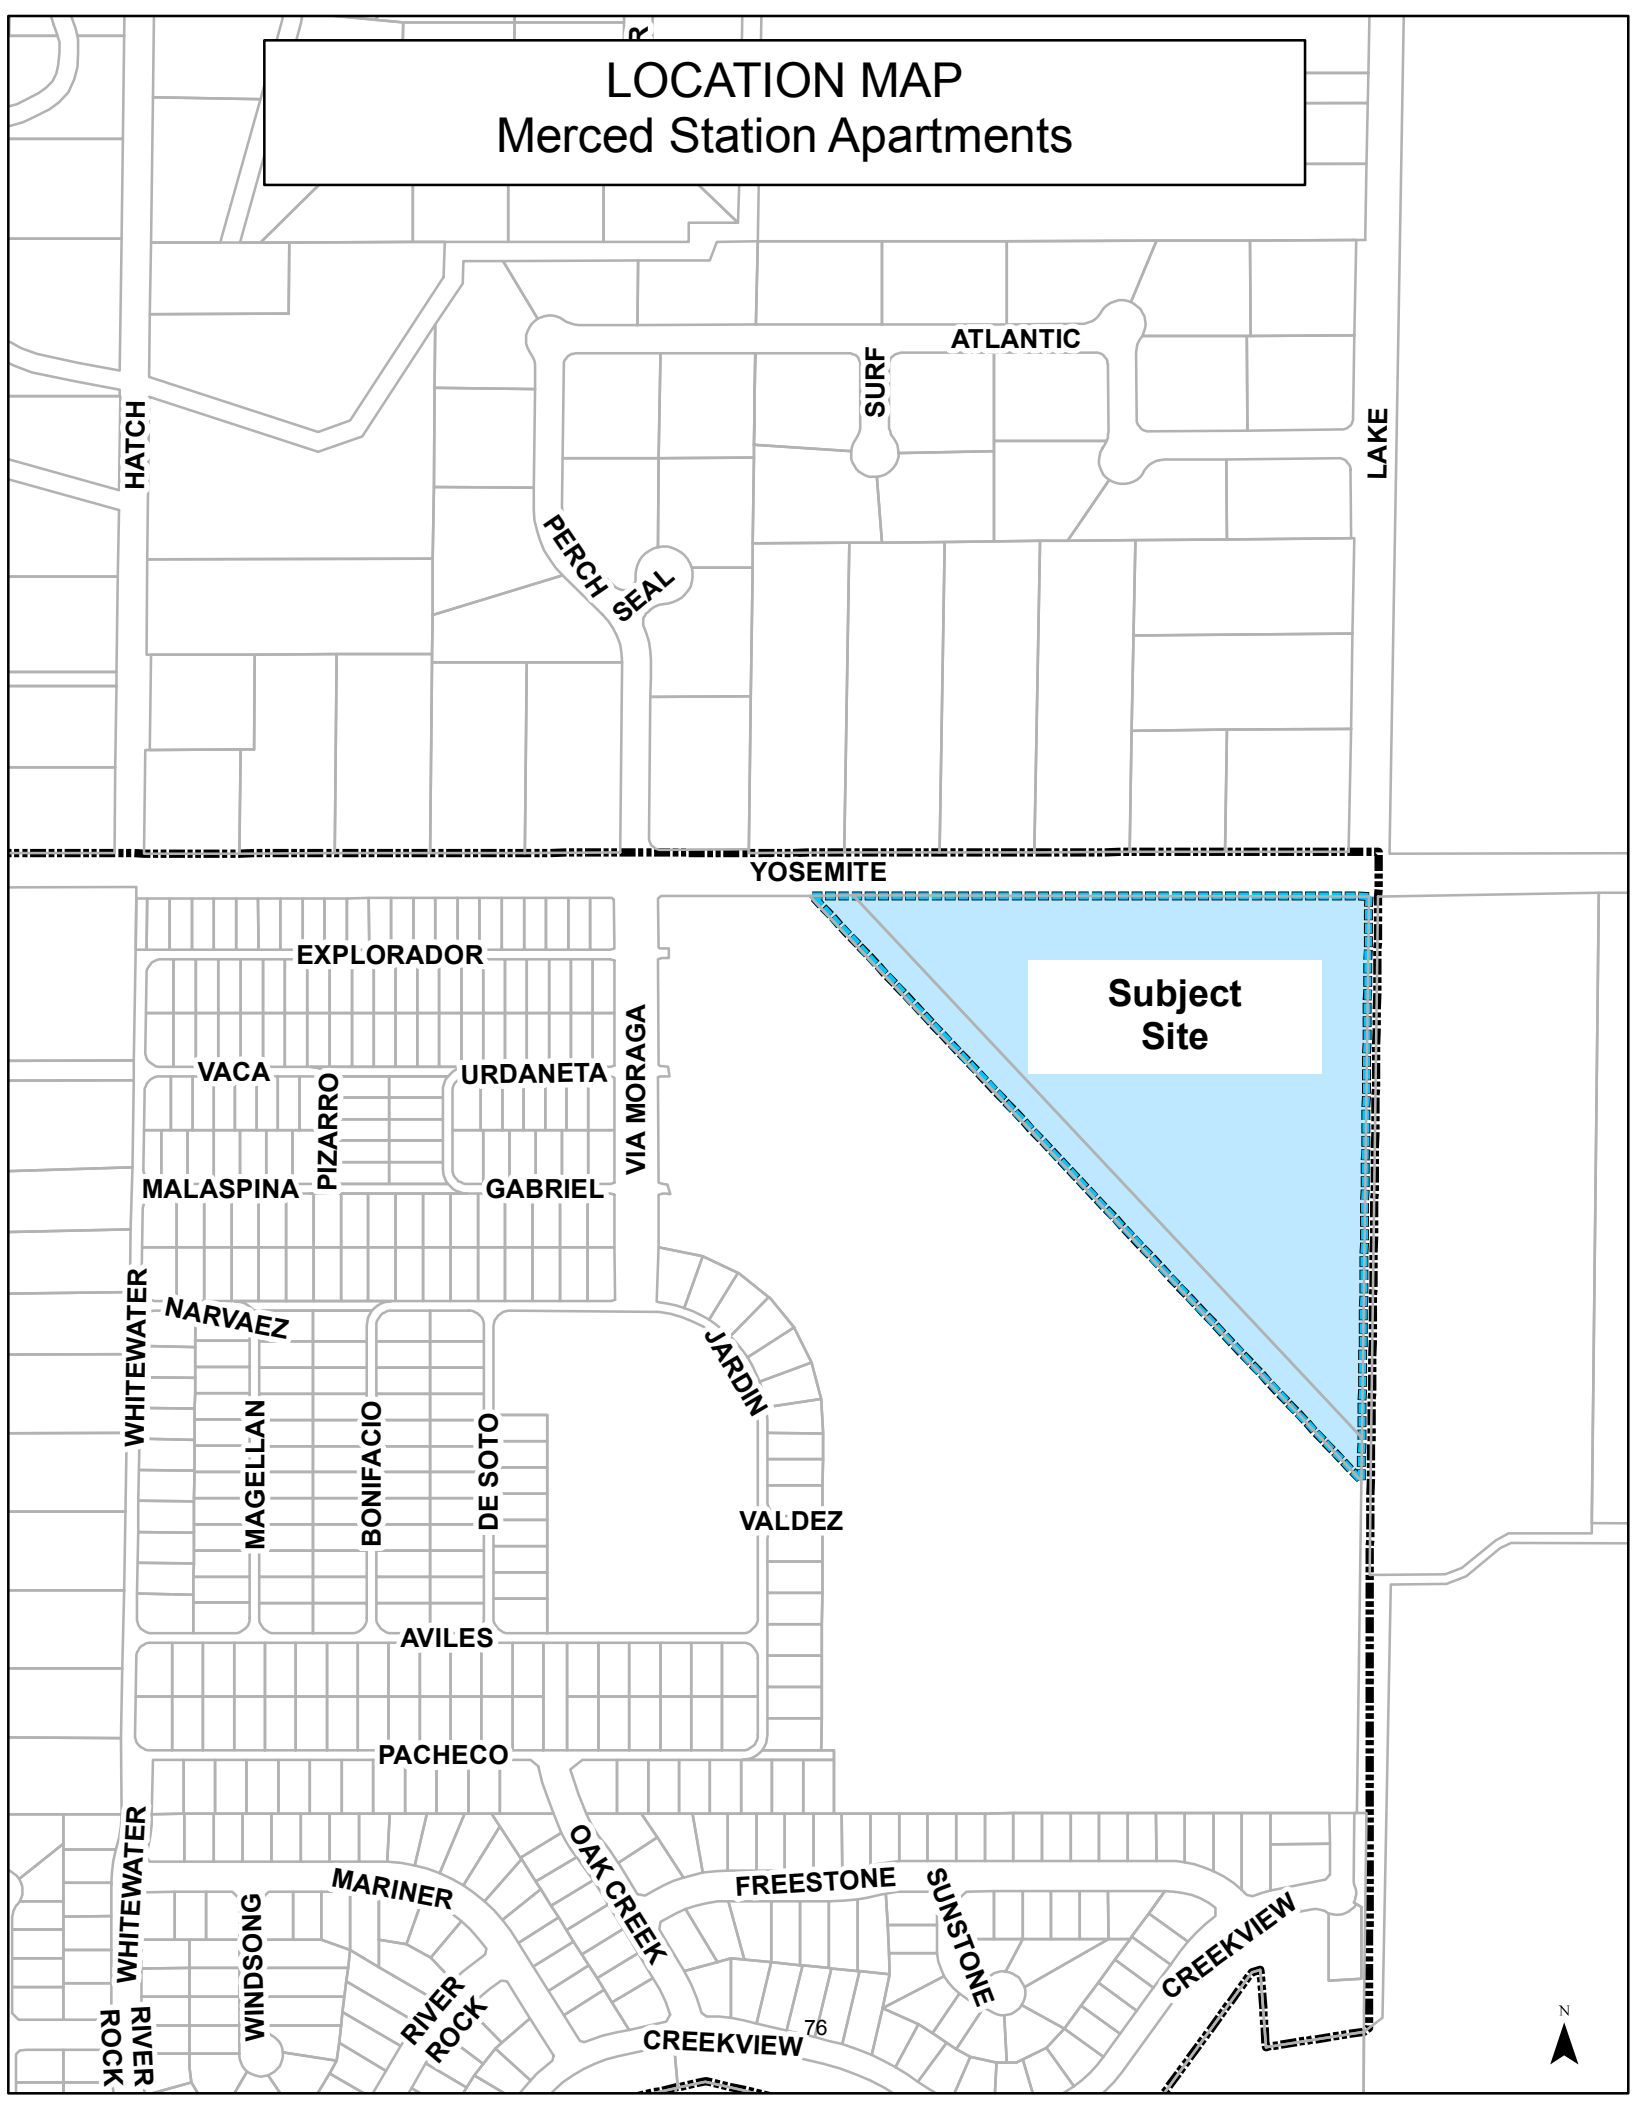 R
LOCATION MAP
Merced Station Apartments
ATLANTIC
SURF
HATCH
LAKE
PERCH
SEAL
YOSEMITE
EXPLORADOR
Subject
Site
VIA MORAGA
VACA
URDANETA
PIZARRO
MALASPINA
GABRIEL
WHITEWATER
NARVAEZ
JARDIN
MAGELLAN
BONIFACIO
DE SOTO
VALDEZ
AVILES
PACHECO
WHITEWATER
OAK CREEK
MARINER
FREESTONE
SUNSTONE
CREEKVIEW
WINDSONG
RIVER
ROCK
RIVER
ROCK
CREEKVIEW
76
N